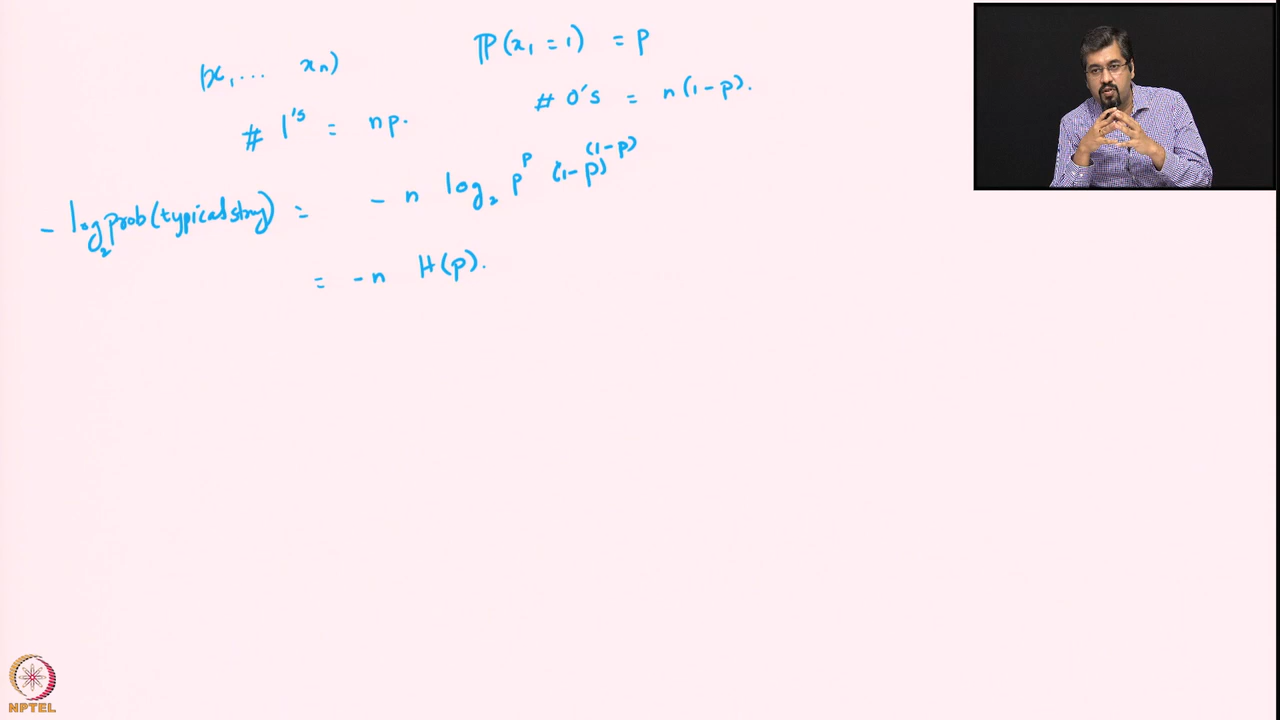 (x₁, ... xₙ)
ℙ(x₁ = 1) = p
# 1's = np.
# 0's = n(1-p).
- log₂ prob(typical string) = - n log₂ p^p (1-p)^(1-p)
= -n H(p).
NPTEL